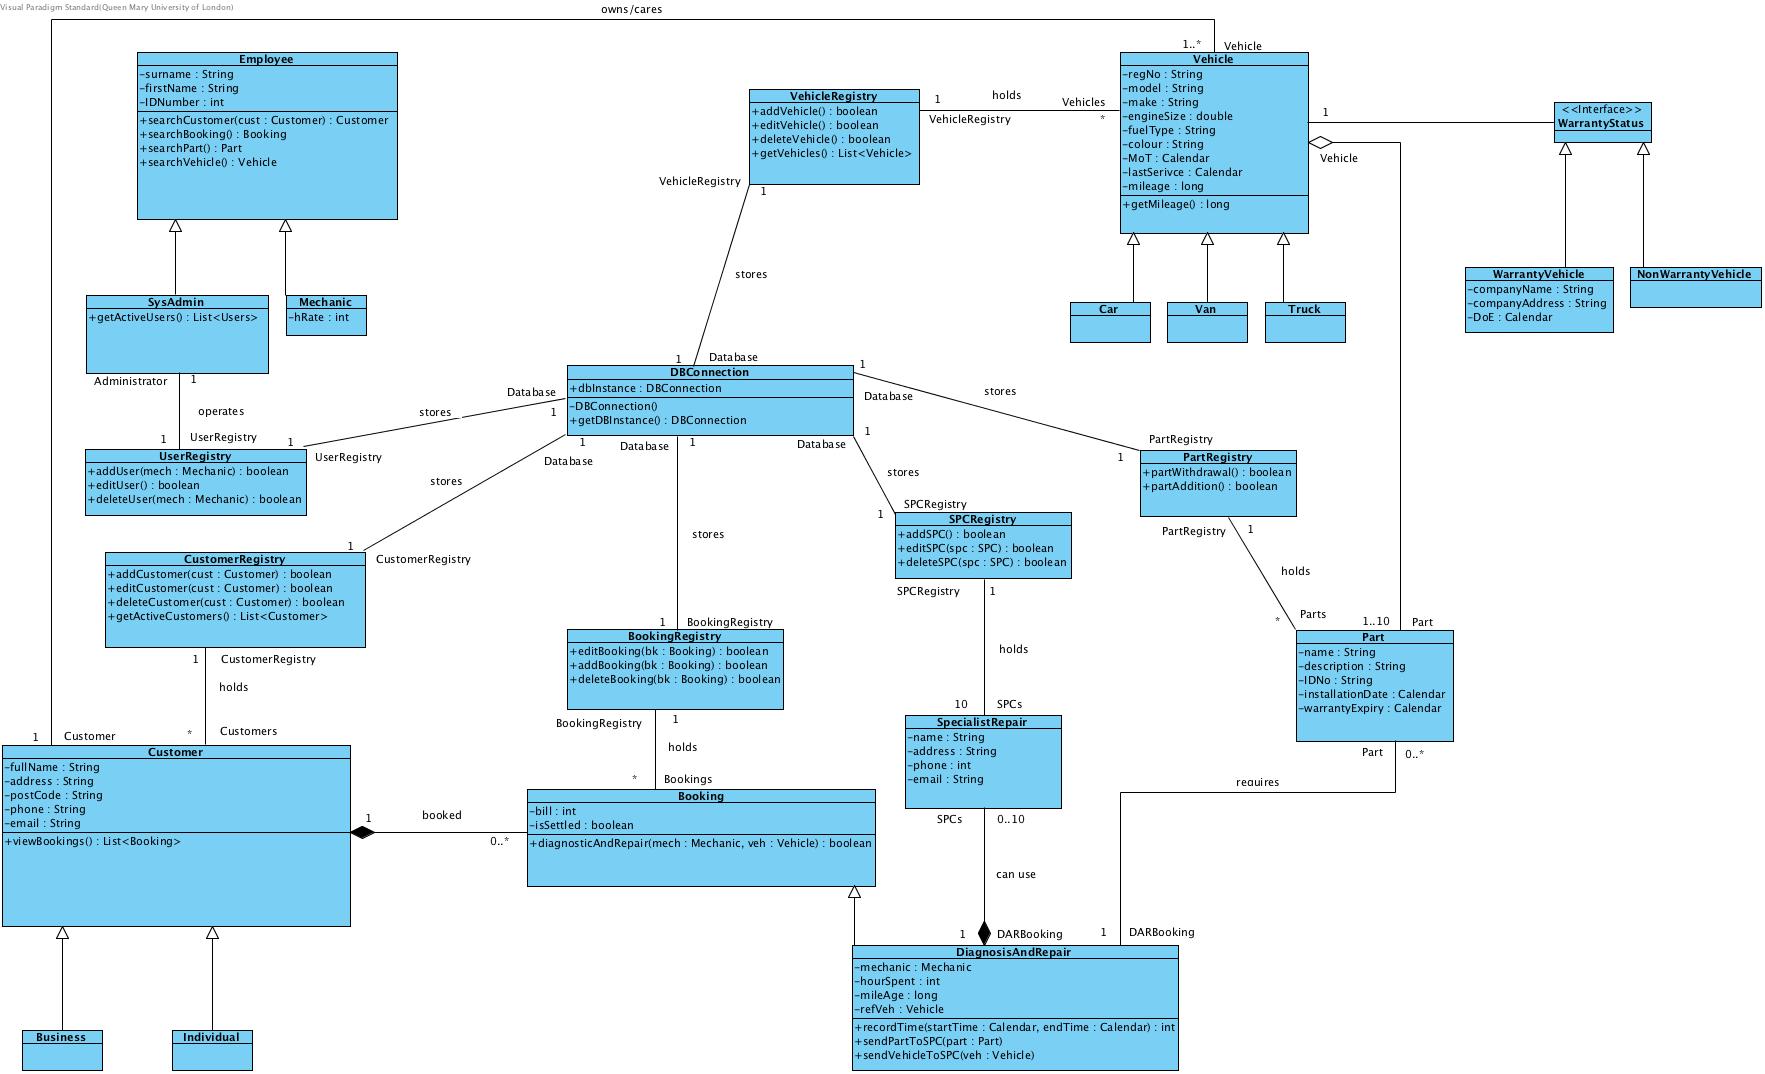 Visual Paradigm Standard(Queen Mary University of London)
owns/cares
1..*
Vehicle
Employee
-surname : String
-firstName : String
-IDNumber : int
+searchCustomer(cust : Customer) : Customer
+searchBooking() : Booking
+searchPart() : Part
+searchVehicle() : Vehicle
VehicleRegistry
+addVehicle() : boolean
+editVehicle() : boolean
+deleteVehicle() : boolean
+getVehicles() : List<Vehicle>
1
holds
Vehicles
VehicleRegistry
*
Vehicle
-regNo : String
-model : String
-make : String
-engineSize : double
-fuelType : String
-colour : String
-MoT : Calendar
-lastSerivce : Calendar
-mileage : long
+getMileage() : long
1
<<Interface>>
WarrantyStatus
Vehicle
VehicleRegistry
1
stores
SysAdmin
+getActiveUsers() : List<Users>
Mechanic
-hRate : int
Car
Van
Truck
WarrantyVehicle
-companyName : String
-companyAddress : String
-DoE : Calendar
NonWarrantyVehicle
Administrator
1
operates
1
UserRegistry
1
Database
DBConnection
+dbInstance : DBConnection
-DBConnection()
+getDBInstance() : DBConnection
Database
1
stores
1
UserRegistry
1
Database
stores
PartRegistry
1
UserRegistry
+addUser(mech : Mechanic) : boolean
+editUser() : boolean
+deleteUser(mech : Mechanic) : boolean
1
Database
stores
1
CustomerRegistry
Database
1
stores
1
BookingRegistry
Database
1
stores
SPCRegistry
1
PartRegistry
+partWithdrawal() : boolean
+partAddition() : boolean
PartRegistry
1
holds
*
Parts
1..10
Part
SPCRegistry
+addSPC() : boolean
+editSPC(spc : SPC) : boolean
+deleteSPC(spc : SPC) : boolean
SPCRegistry
1
holds
10
SPCs
CustomerRegistry
+addCustomer(cust : Customer) : boolean
+editCustomer(cust : Customer) : boolean
+deleteCustomer(cust : Customer) : boolean
+getActiveCustomers() : List<Customer>
1
CustomerRegistry
holds
*
Customers
1
Customer
BookingRegistry
+editBooking(bk : Booking) : boolean
+addBooking(bk : Booking) : boolean
+deleteBooking(bk : Booking) : boolean
BookingRegistry
1
holds
*
Bookings
Part
-name : String
-description : String
-IDNo : String
-installationDate : Calendar
-warrantyExpiry : Calendar
Part
0..*
requires
SpecialistRepair
-name : String
-address : String
-phone : int
-email : String
SPCs
0..10
can use
1
DARBooking
1
DARBooking
Customer
-fullName : String
-address : String
-postCode : String
-phone : String
-email : String
+viewBookings() : List<Booking>
1
booked
0..*
Booking
-bill : int
-isSettled : boolean
+diagnosticAndRepair(mech : Mechanic, veh : Vehicle) : boolean
DiagnosisAndRepair
-mechanic : Mechanic
-hourSpent : int
-mileAge : long
-refVeh : Vehicle
+recordTime(startTime : Calendar, endTime : Calendar) : int
+sendPartToSPC(part : Part)
+sendVehicleToSPC(veh : Vehicle)
Business
Individual